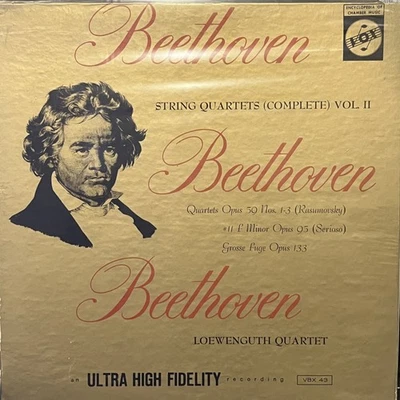 Beethoven
ENCYCLOPEDIA OF
CHAMBER MUSIC
VOX
STRING QUARTETS (COMPLETE) VOL. II
Beethoven
Quartets Opus 59 Nos. 1-3 (Rasumovsky)
#11 F Minor Opus 95 (Serioso)
Grosse Fuge Opus 133
Beethoven
LOEWENGUTH QUARTET
an ULTRA HIGH FIDELITY recording
VBX 43